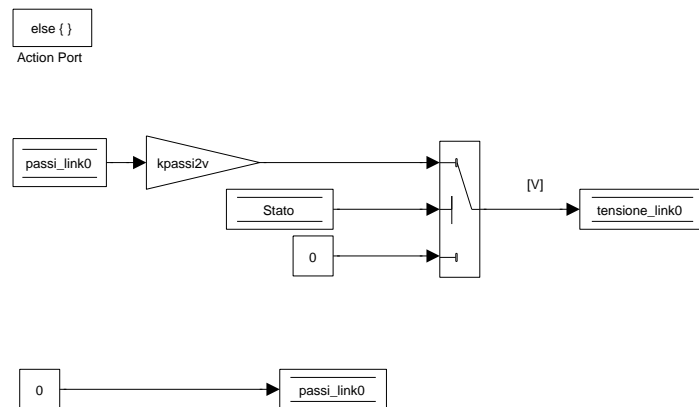 else { }
Action Port
passi_link0
kpassi2v
Stato
0
[V]
tensione_link0
0
passi_link0